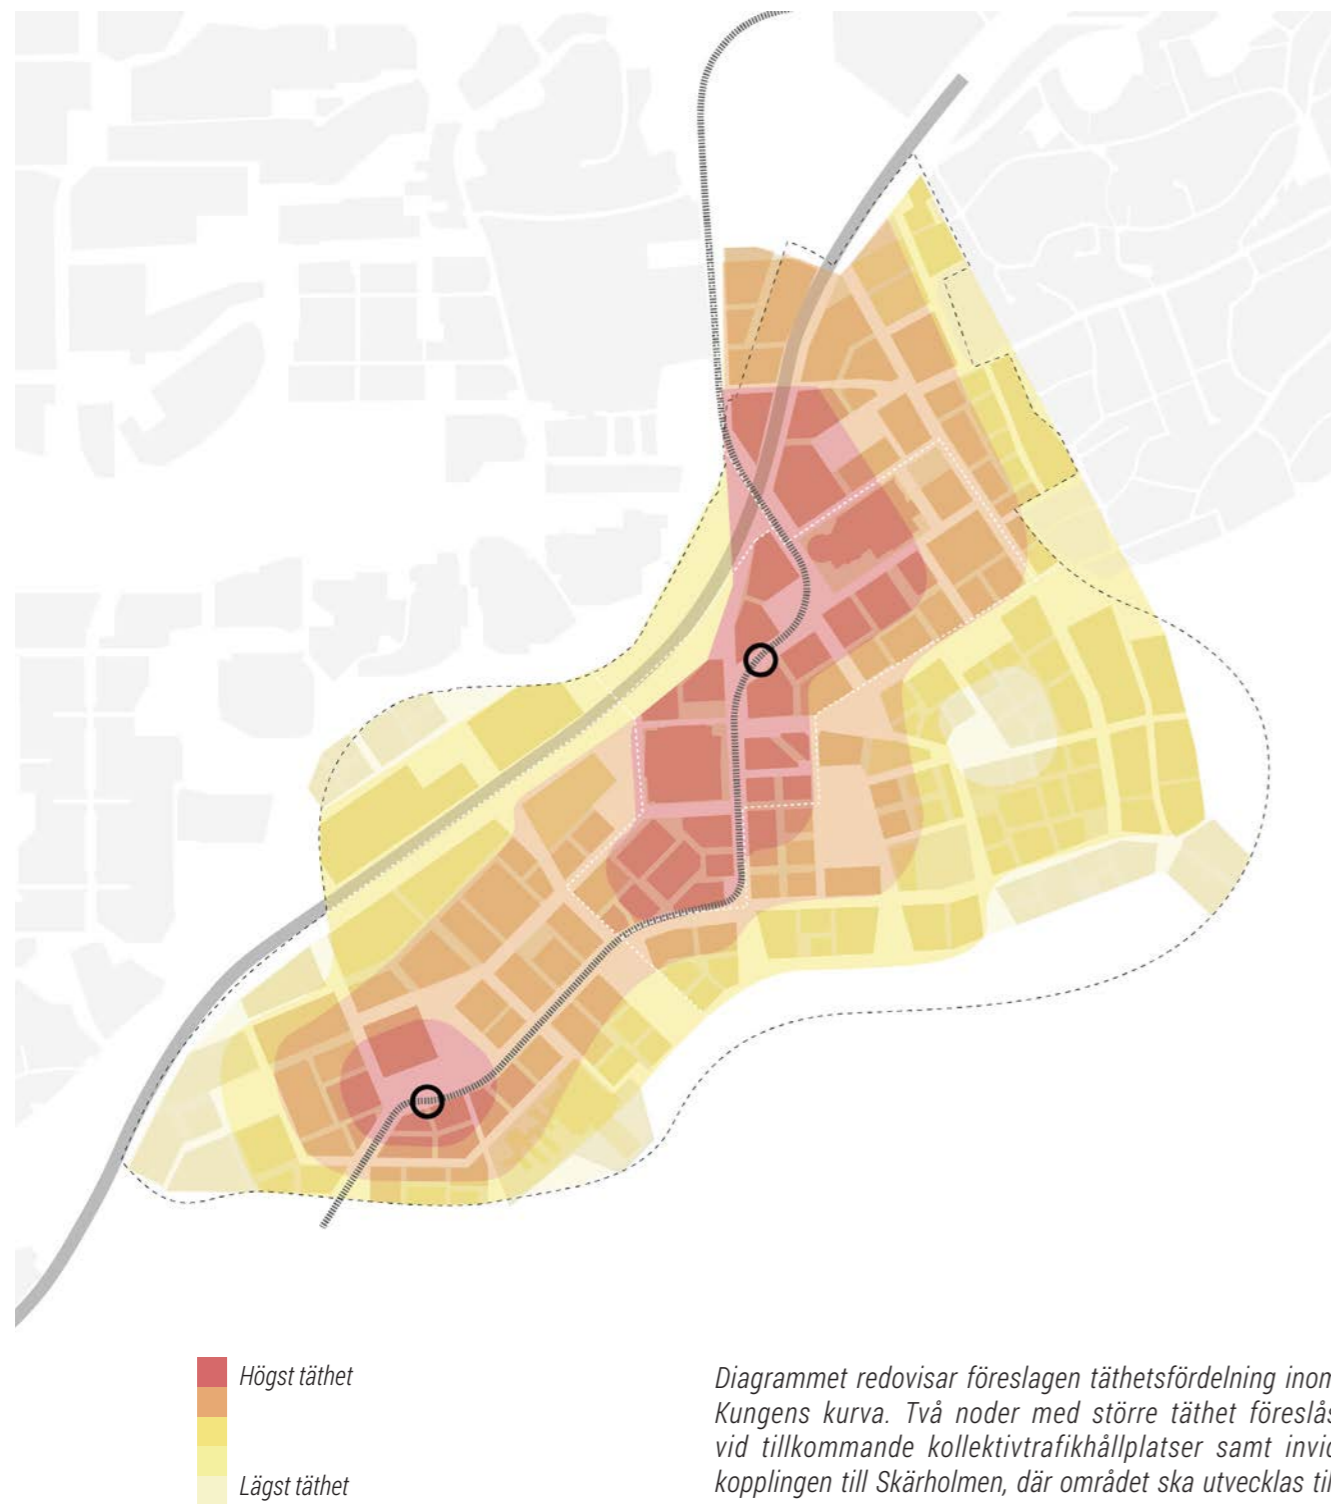 Högst täthet
Lägst täthet
Diagrammet redovisar föreslagen täthetsfördelning inom
Kungens kurva. Två noder med större täthet föreslås
vid tillkommande kollektivtrafikhållplatser samt invid
kopplingen till Skärholmen, där området ska utvecklas till